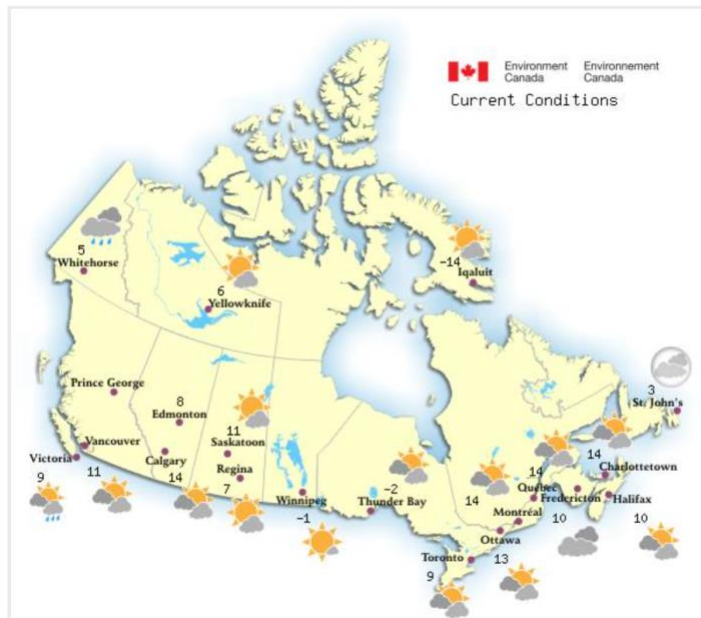 Environment Canada
Environnement Canada
Current Conditions
5
Whitehorse
-14
Iqaluit
6
Yellowknife
3
St. John's
Prince George
8
Edmonton
11
Saskatoon
14
Charlottetown
Vancouver
Victoria
Calgary
Regina
14
Québec
Fredericton
Halifax
9
11
14
7
Winnipeg
-1
-2
Thunder Bay
14
Montréal
Ottawa
10
10
Toronto
13
9